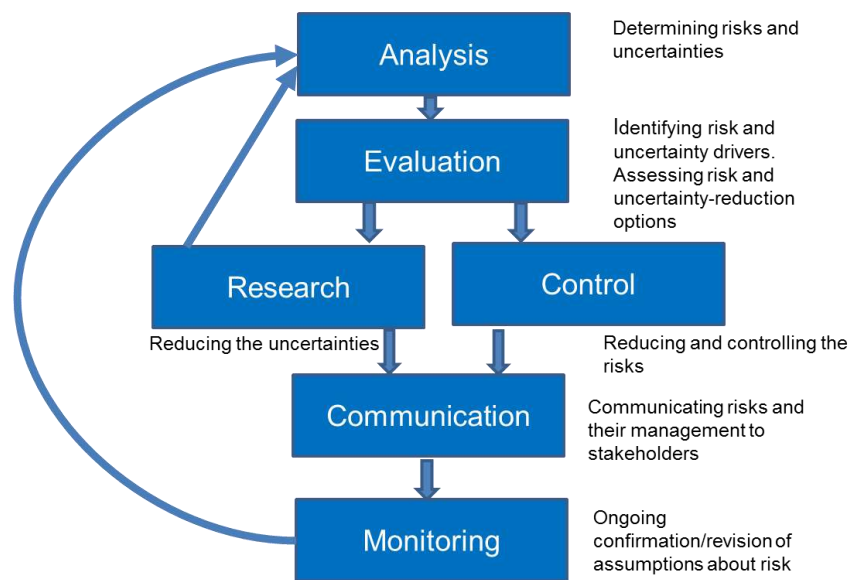 Analysis
Determining risks and
uncertainties
Evaluation
Identifying risk and
uncertainty drivers.
Assessing risk and
uncertainty-reduction
options
Research
Control
Reducing the uncertainties
Reducing and controlling the
risks
Communication
Communicating risks and
their management to
stakeholders
Monitoring
Ongoing
confirmation/revision of
assumptions about risk